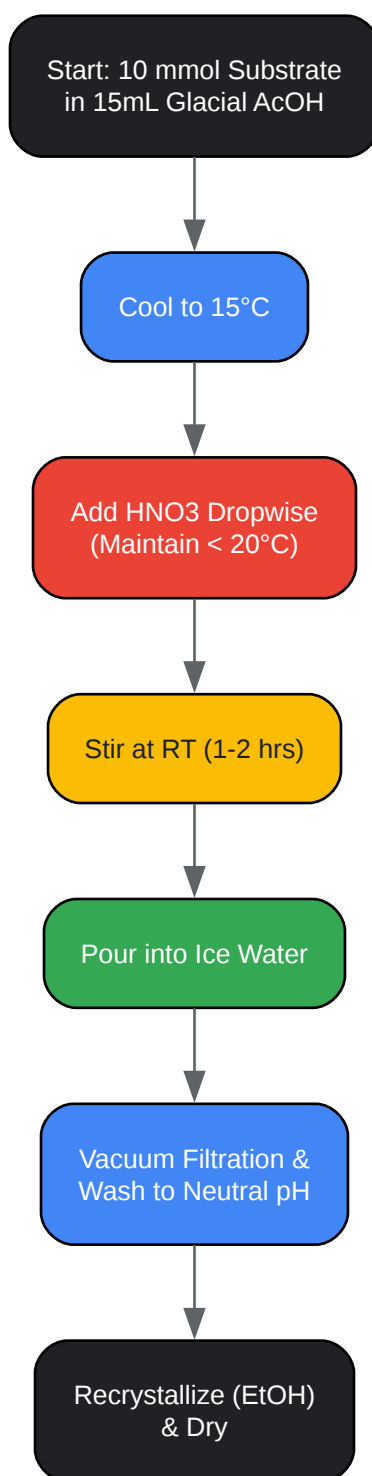 Start: 10 mmol Substrate
in 15mL Glacial AcOH
Cool to 15°C
Add HNO3 Dropwise
(Maintain < 20°C)
Stir at RT (1-2 hrs)
Pour into Ice Water
Vacuum Filtration &
Wash to Neutral pH
Recrystallize (EtOH)
& Dry